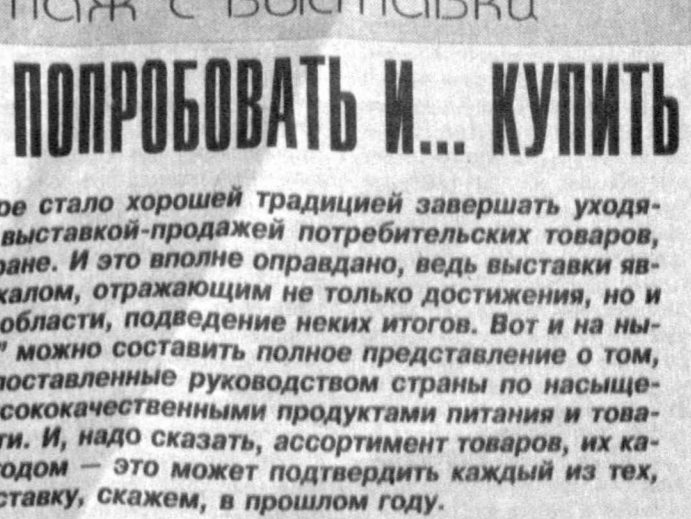 с выставки
ПОПРОБОВАТЬ И... КУПИТЬ
стало хорошей традицией завершать уходя-
выставкой-продажей потребительских товаров,
И это вполне оправдано, ведь выставки яв-
отражающим не только достижения, но и
области, подведение неких итогов. Вот и на ны-
" можно составить полное представление о том,
поставленные руководством страны по насыще-
продуктами питания и това-
И, надо сказать, ассортимент товаров, их ка-
— это может подтвердить каждый из тех,
скажем, в прошлом году.